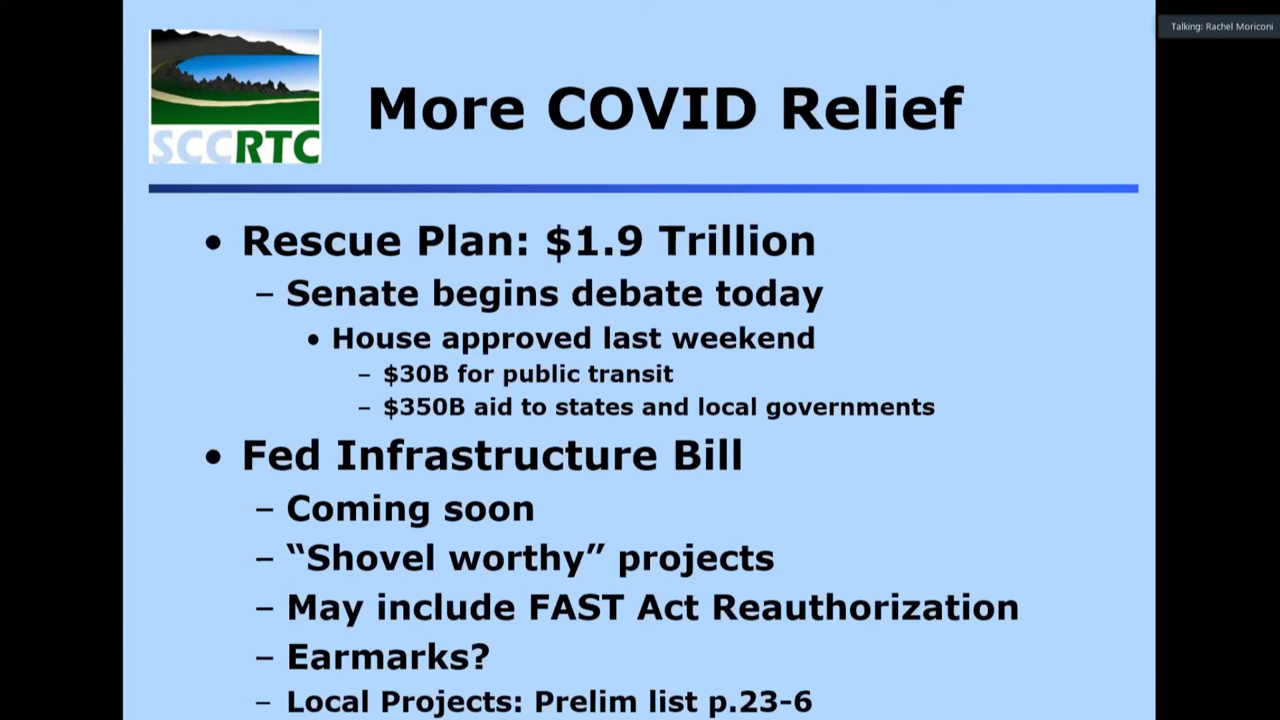 Talking: Rachel Moriconi
SCCRTC
More COVID Relief
• Rescue Plan: $1.9 Trillion
– Senate begins debate today
• House approved last weekend
– $30B for public transit
– $350B aid to states and local governments
• Fed Infrastructure Bill
– Coming soon
– “Shovel worthy” projects
– May include FAST Act Reauthorization
– Earmarks?
– Local Projects: Prelim list p.23-6